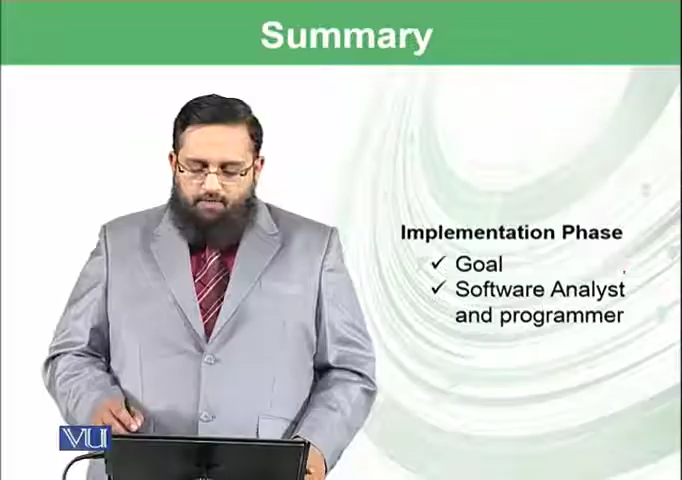 Summary
Implementation Phase
✓ Goal
✓ Software Analyst
and programmer
VU